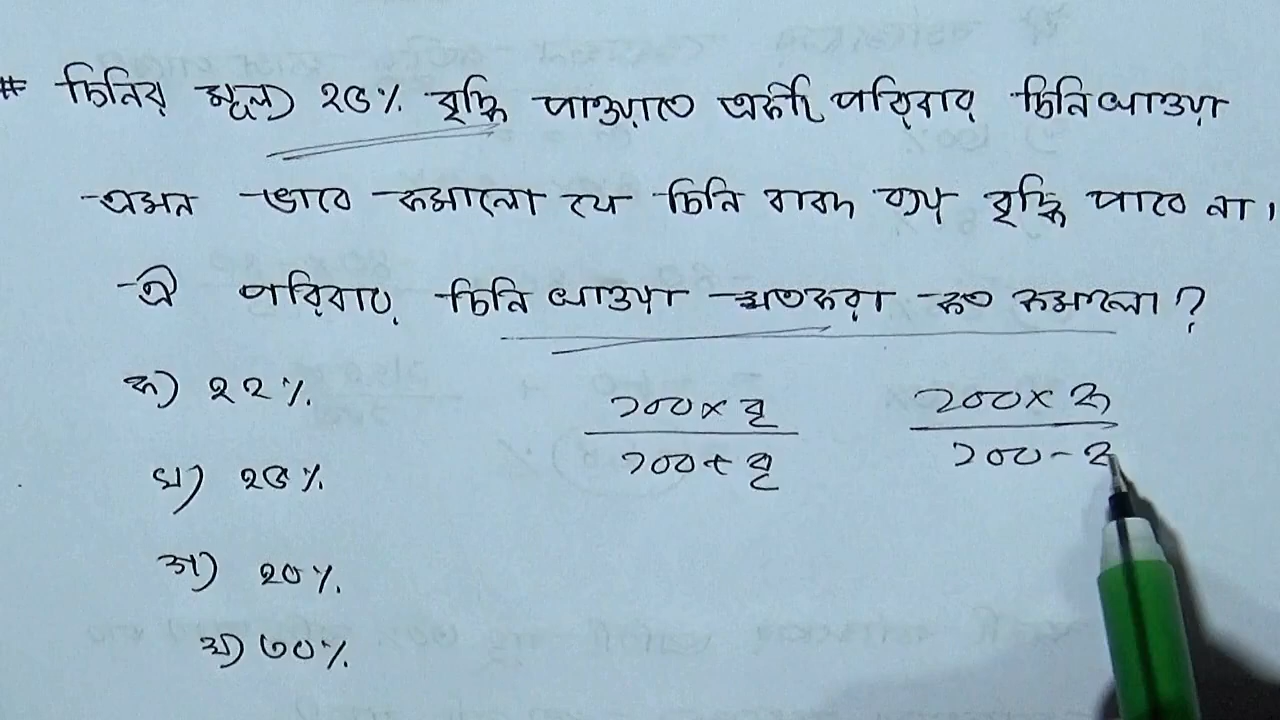 # চিনির মূল্য ২৫% বৃদ্ধি পাওয়াতে একটি পরিবার চিনি খাওয়া
এমন ভাবে কমালো যে চিনি বাবদ ব্যয় বৃদ্ধি পাবে না।
ঐ পরিবার চিনি খাওয়া শতকরা কত কমালো?
ক) ২২%
খ) ২৫%
গ) ২০%
ঘ) ৩০%
১০০ × বৃ
১০০ + বৃ
১০০ × হ্র
১০০ - হ্র